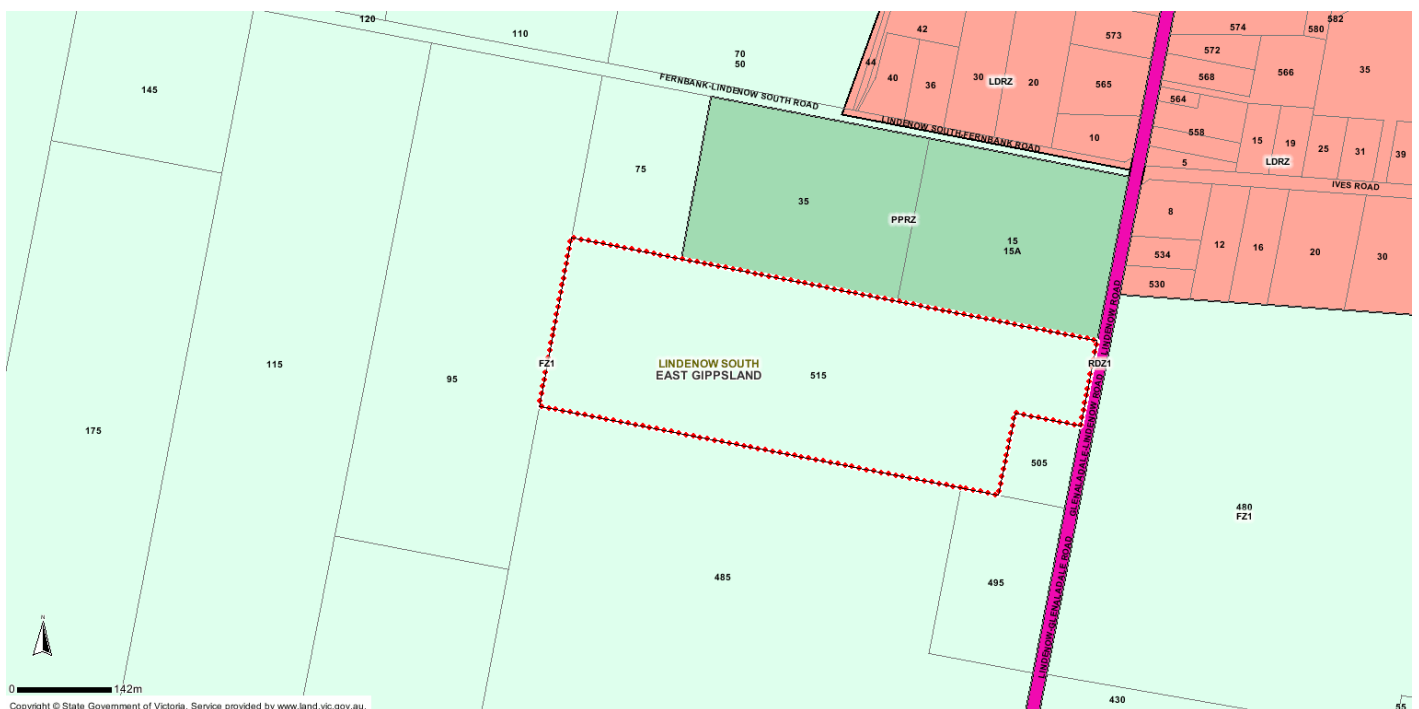 120
110
70
50
145
42
44
40
36
30
LDRZ
20
573
565
10
574
580
582
572
568
566
35
564
558
5
15
19
25
31
39
LDRZ
IVES ROAD
FERNBANK-LINDENOW SOUTH ROAD
LINDENOW SOUTH-FERNBANK ROAD
75
35
PPRZ
15
15A
8
534
530
12
16
20
30
115
95
175
FZ1
LINDENOW SOUTH
EAST GIPPSLAND
515
RDZ1
505
480
FZ1
485
495
430
55
GLENALADALE-LINDENOW ROAD
LINDENOW ROAD
LINDENOW-GLENALADALE ROAD
N
0 142m
Copyright © State Government of Victoria. Service provided by www.land.vic.gov.au.